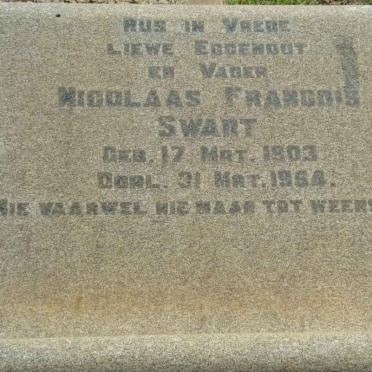 Rus in Vrede
Liewe Eggenoot
en Vader
Nicolaas Francois
Swart
Geb. 17 Mrt. 1903
Oorl. 31 Mrt. 1964.
Nie vaarwel nie maar tot weers